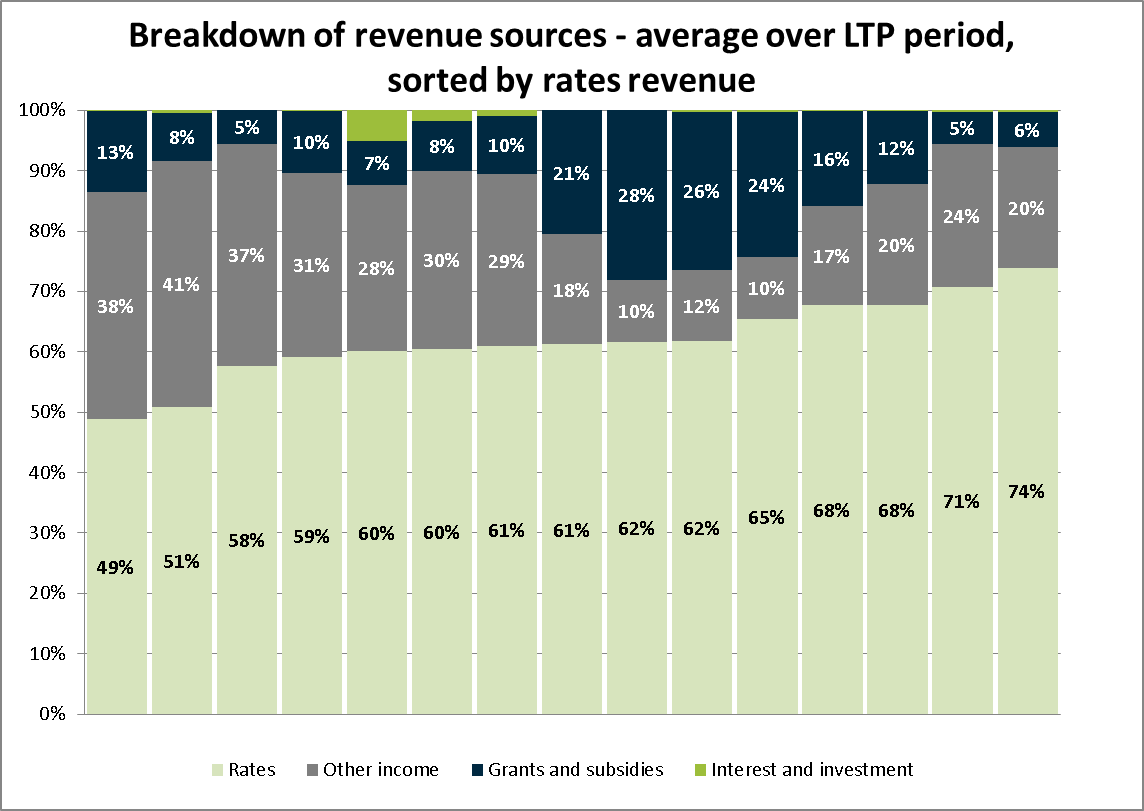 Breakdown of revenue sources - average over LTP period,
sorted by rates revenue
100%
90%
80%
70%
60%
50%
40%
30%
20%
10%
0%
13% 8% 5% 10% 7% 8% 10% 21% 28% 26% 24% 16% 12% 5% 6%
38% 41% 37% 31% 28% 30% 29% 18% 10% 12% 10% 17% 20% 24% 20%
49% 51% 58% 59% 60% 60% 61% 61% 62% 62% 65% 68% 68% 71% 74%
Rates Other income Grants and subsidies Interest and investment